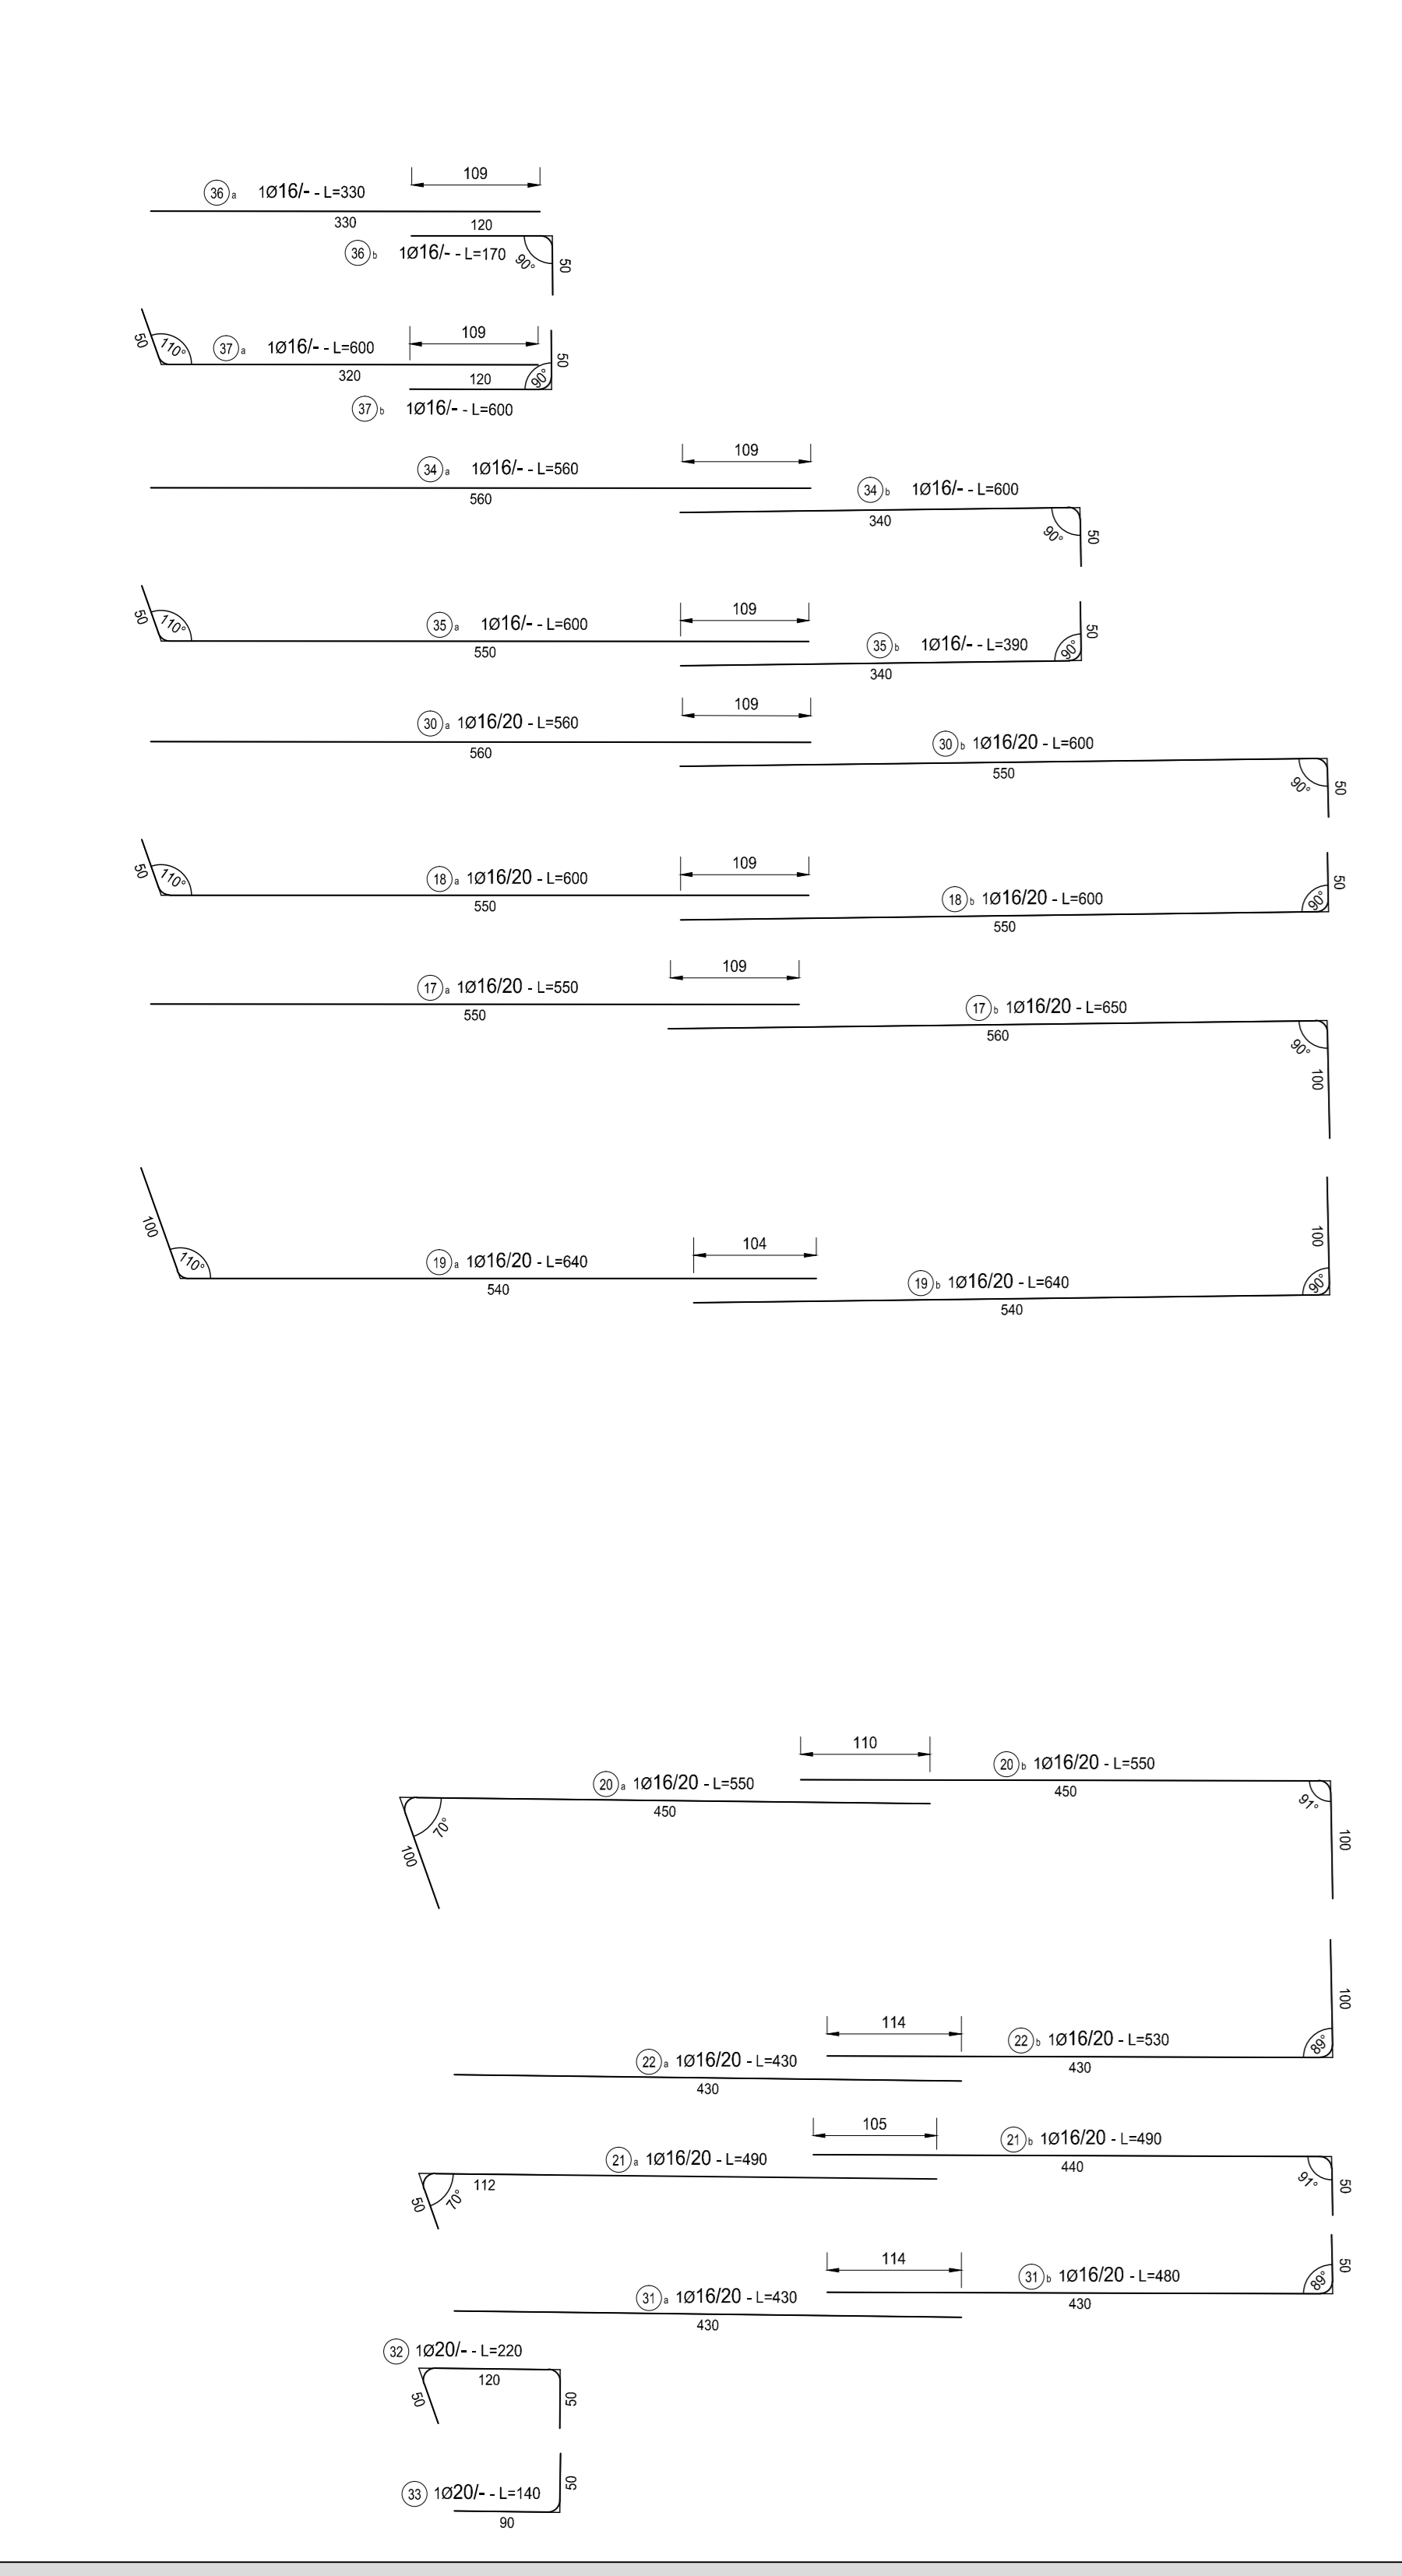 109
36 a 1Ø16/- - L=330
330
120
36 b 1Ø16/- - L=170
90°
50
50
110°
37 a 1Ø16/- - L=600
109
50
320
120
90°
37 b 1Ø16/- - L=600
109
34 a 1Ø16/- - L=560
560
34 b 1Ø16/- - L=600
340
90°
50
50
110°
35 a 1Ø16/- - L=600
109
550
35 b 1Ø16/- - L=390
50
90°
340
109
30 a 1Ø16/20 - L=560
560
30 b 1Ø16/20 - L=600
550
90°
50
50
110°
18 a 1Ø16/20 - L=600
109
550
18 b 1Ø16/20 - L=600
50
90°
550
109
17 a 1Ø16/20 - L=550
550
17 b 1Ø16/20 - L=650
560
90°
100
100
110°
19 a 1Ø16/20 - L=640
104
540
19 b 1Ø16/20 - L=640
100
90°
540
110
20 a 1Ø16/20 - L=550
450
70°
100
20 b 1Ø16/20 - L=550
450
91°
100
100
114
22 a 1Ø16/20 - L=430
430
22 b 1Ø16/20 - L=530
89°
430
105
21 a 1Ø16/20 - L=490
112
70°
50
21 b 1Ø16/20 - L=490
440
91°
50
50
114
31 a 1Ø16/20 - L=430
430
31 b 1Ø16/20 - L=480
89°
430
32 1Ø20/- - L=220
120
50
50
33 1Ø20/- - L=140
50
90